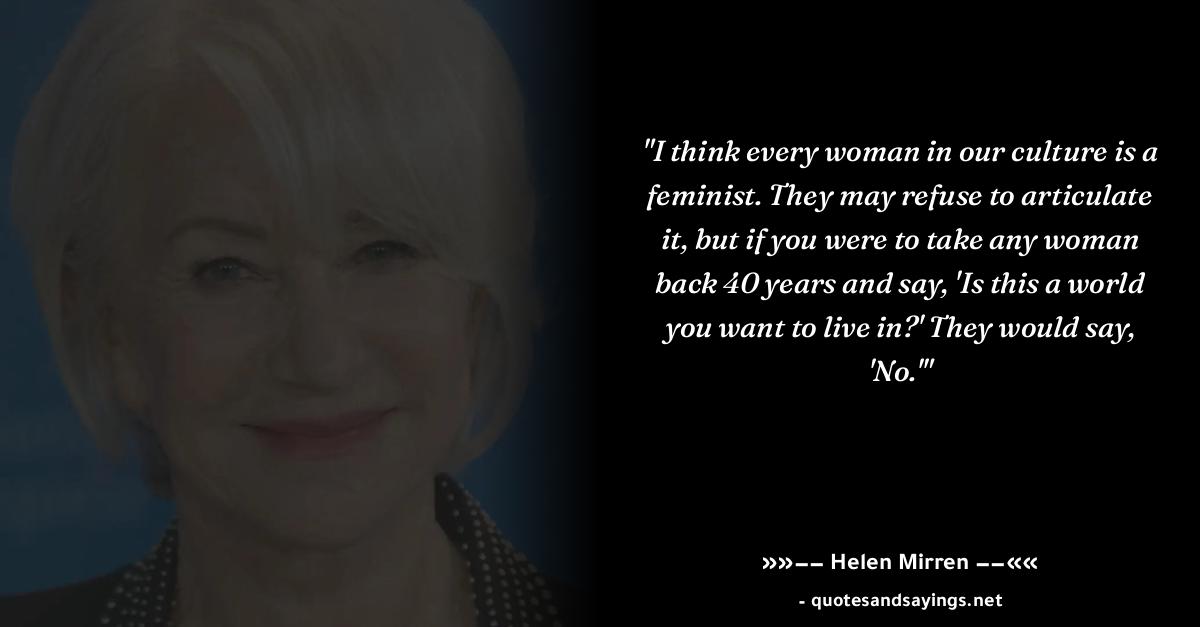 "I think every woman in our culture is a
feminist. They may refuse to articulate
it, but if you were to take any woman
back 40 years and say, 'Is this a world
you want to live in?' They would say,
'No.'"
»»–– Helen Mirren ––««
- quotesandsayings.net